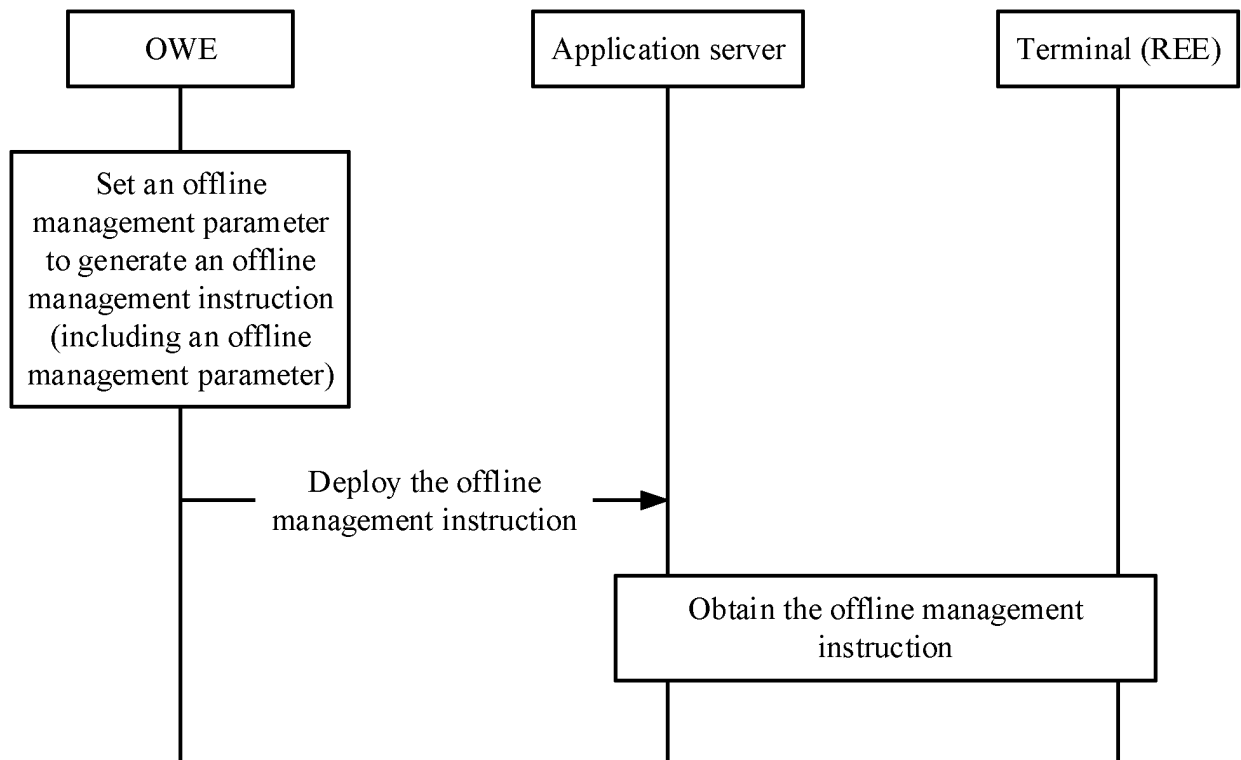 OWE
Application server
Terminal (REE)
Set an offline
management parameter
to generate an offline
management instruction
(including an offline
management parameter)
Deploy the offline
management instruction
Obtain the offline management
instruction